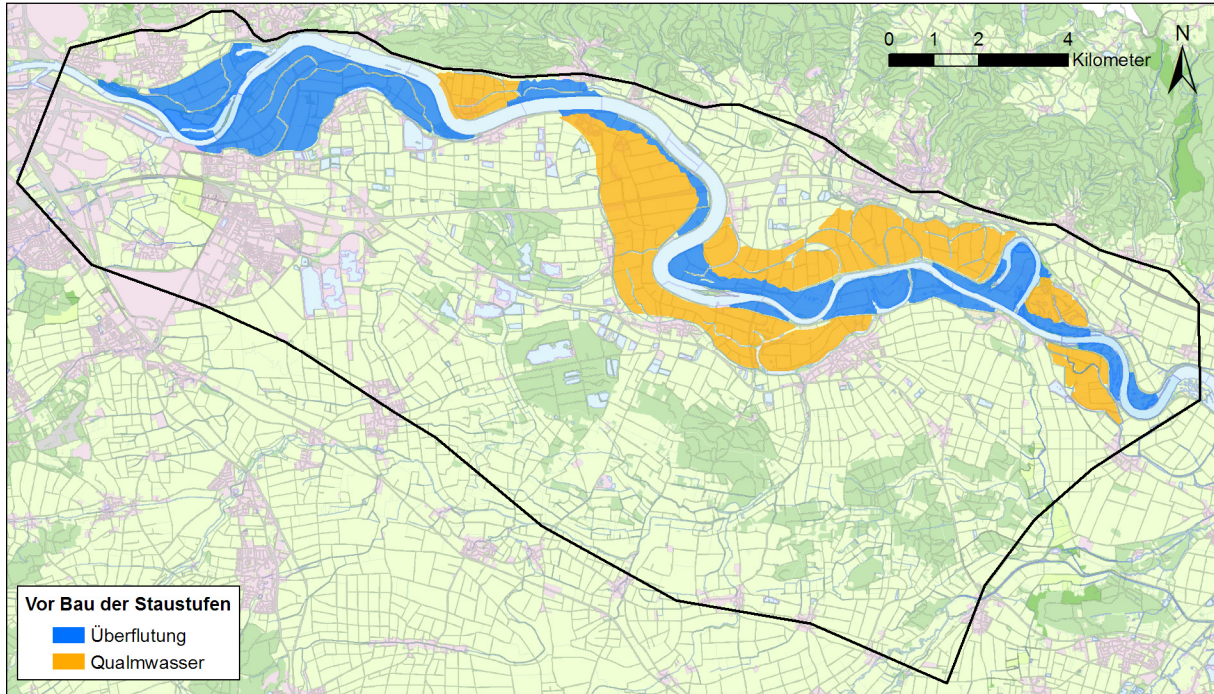 N
0 1 2 4
Kilometer
Vor Bau der Staustufen
Überflutung
Qualmwasser